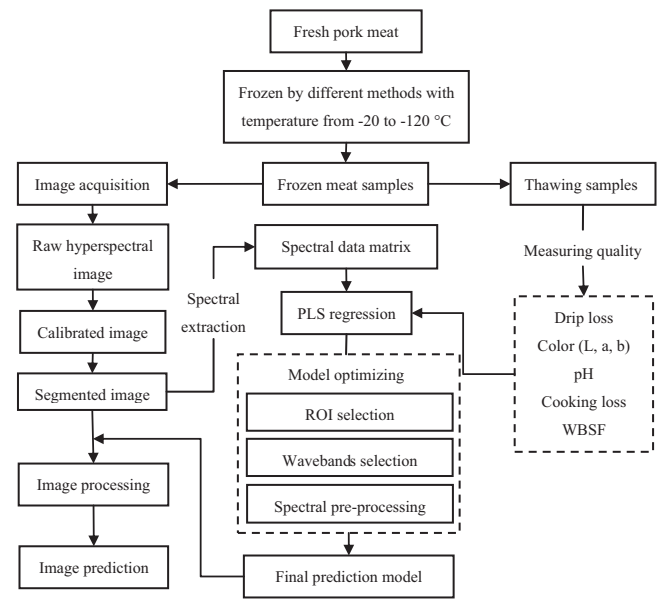 Fresh pork meat
Frozen by different methods with
temperature from -20 to -120 °C
Image acquisition
Frozen meat samples
Thawing samples
Raw hyperspectral
image
Spectral data matrix
Measuring quality
Spectral
extraction
PLS regression
Calibrated image
Drip loss
Color (L, a, b)
pH
Cooking loss
WBSF
Segmented image
Model optimizing
ROI selection
Wavebands selection
Spectral pre-processing
Image processing
Image prediction
Final prediction model